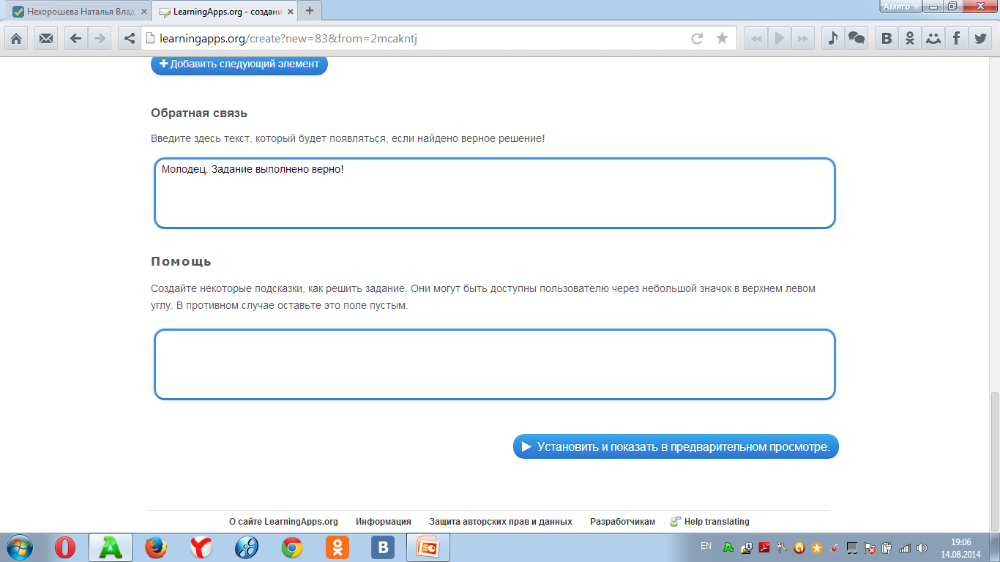 Нехорошева Наталья Влад
LearningApps.org - создани
Амиго
learningapps.org/create?new=83&from=2mcakntj
Добавить следующий элемент
Обратная связь
Введите здесь текст, который будет появляться, если найдено верное решение!
Молодец. Задание выполнено верно!
Помощь
Создайте некоторые подсказки, как решить задание. Они могут быть доступны пользователю через небольшой значок в верхнем левом
углу. В противном случае оставьте это поле пустым.
Установить и показать в предварительном просмотре.
О сайте LearningApps.org Информация Защита авторских прав и данных Разработчикам Help translating
EN
19:06
14.08.2014